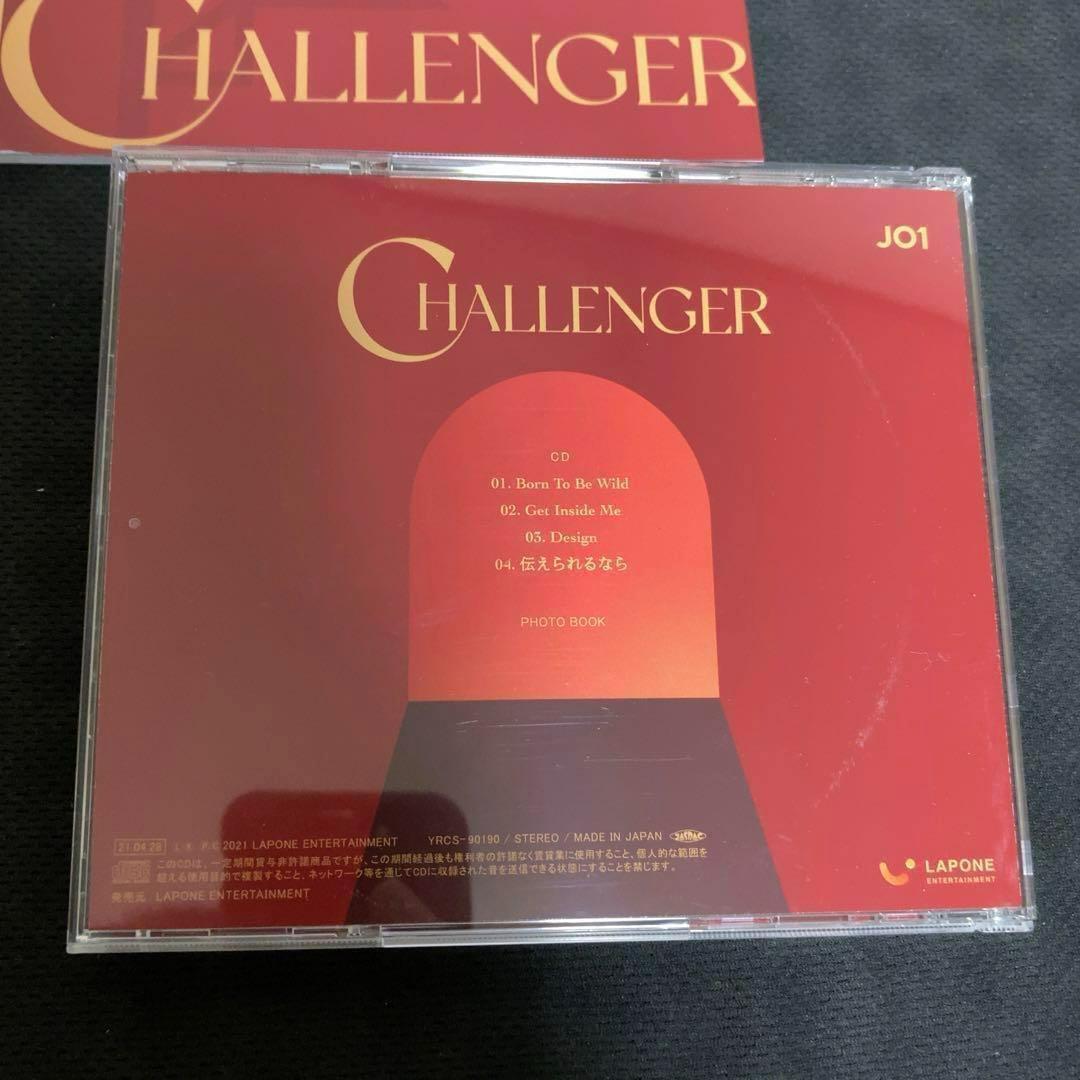 CHALLENGER
JO1
CHALLENGER
CD
01. Born To Be Wild
02. Get Inside Me
03. Design
04. 伝えられるなら
PHOTO BOOK
21.04.28 2021 LAPONE ENTERTAINMENT YRCS-90190 / STEREO / MADE IN JAPAN JASRAC
このCDは、一定期間貸与非許諾商品ですが、この期間経過後も権利者の許諾なく賃貸業に使用すること、個人的な範囲を
超える使用目的で複製すること、ネットワーク等を通じてCDに収録された音を送信できる状態にすることを禁じます。
発売元 LAPONE ENTERTAINMENT
LAPONE
ENTERTAINMENT